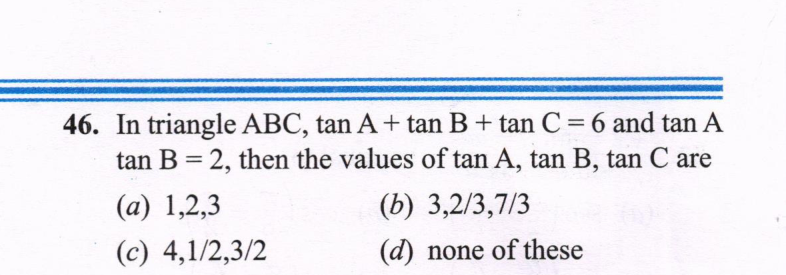 46. In triangle ABC, tan A + tan B + tan C = 6 and tan A
tan B = 2, then the values of tan A, tan B, tan C are
(a) 1,2,3 (b) 3,2/3,7/3
(c) 4,1/2,3/2 (d) none of these